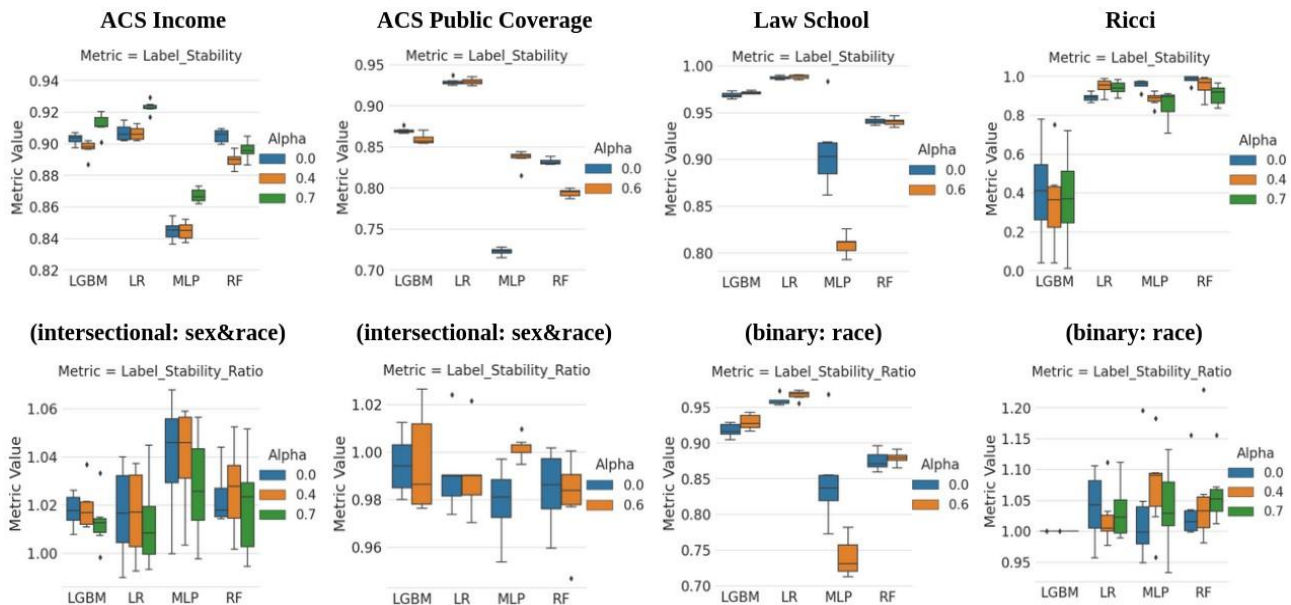 ACS Income
ACS Public Coverage
Law School
Ricci
Metric = Label_Stability
Metric = Label_Stability
Metric = Label_Stability
Metric = Label_Stability
Metric Value
0.94
0.92
0.90
0.88
0.86
0.84
0.82
LGBM LR MLP RF
Alpha
0.0
0.4
0.7
Metric Value
0.95
0.90
0.85
0.80
0.75
0.70
LGBM LR MLP RF
Alpha
0.0
0.6
Metric Value
1.00
0.95
0.90
0.85
0.80
LGBM LR MLP RF
Alpha
0.0
0.6
Metric Value
1.0
0.8
0.6
0.4
0.2
0.0
LGBM LR MLP RF
Alpha
0.0
0.4
0.7
(intersectional: sex&race)
(intersectional: sex&race)
(binary: race)
(binary: race)
Metric = Label_Stability_Ratio
Metric = Label_Stability_Ratio
Metric = Label_Stability_Ratio
Metric = Label_Stability_Ratio
Metric Value
1.06
1.04
1.02
1.00
LGBM LR MLP RF
Alpha
0.0
0.4
0.7
Metric Value
1.02
1.00
0.98
0.96
LGBM LR MLP RF
Alpha
0.0
0.6
Metric Value
0.95
0.90
0.85
0.80
0.75
0.70
LGBM LR MLP RF
Alpha
0.0
0.6
Metric Value
1.20
1.15
1.10
1.05
1.00
0.95
LGBM LR MLP RF
Alpha
0.0
0.4
0.7